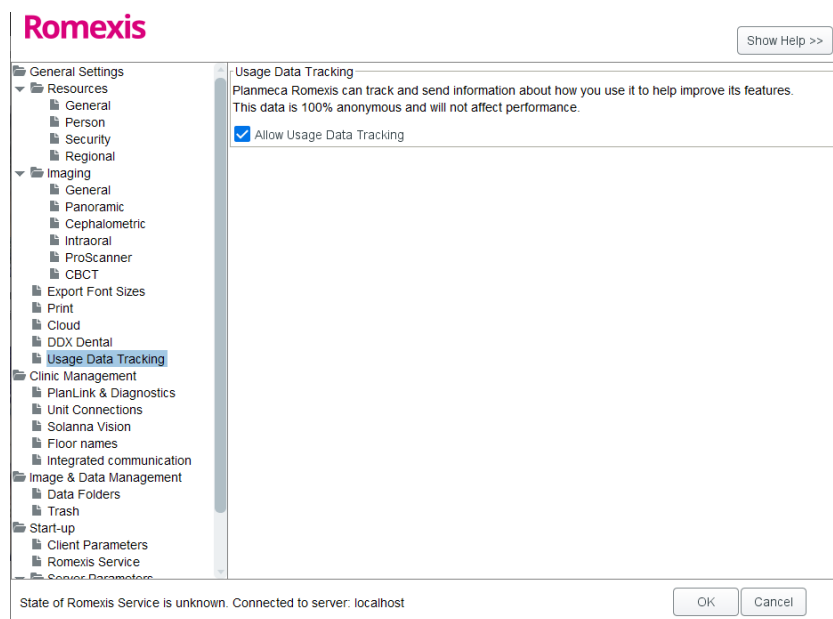 Romexis
Show Help >>
General Settings
Resources
General
Person
Security
Regional
Imaging
General
Panoramic
Cephalometric
Intraoral
ProScanner
CBCT
Export Font Sizes
Print
Cloud
DDX Dental
Usage Data Tracking
Clinic Management
PlanLink & Diagnostics
Unit Connections
Solanna Vision
Floor names
Integrated communication
Image & Data Management
Data Folders
Trash
Start-up
Client Parameters
Romexis Service
Server Parameters
Usage Data Tracking
Planmeca Romexis can track and send information about how you use it to help improve its features.
This data is 100% anonymous and will not affect performance.
Allow Usage Data Tracking
State of Romexis Service is unknown. Connected to server: localhost
OK
Cancel